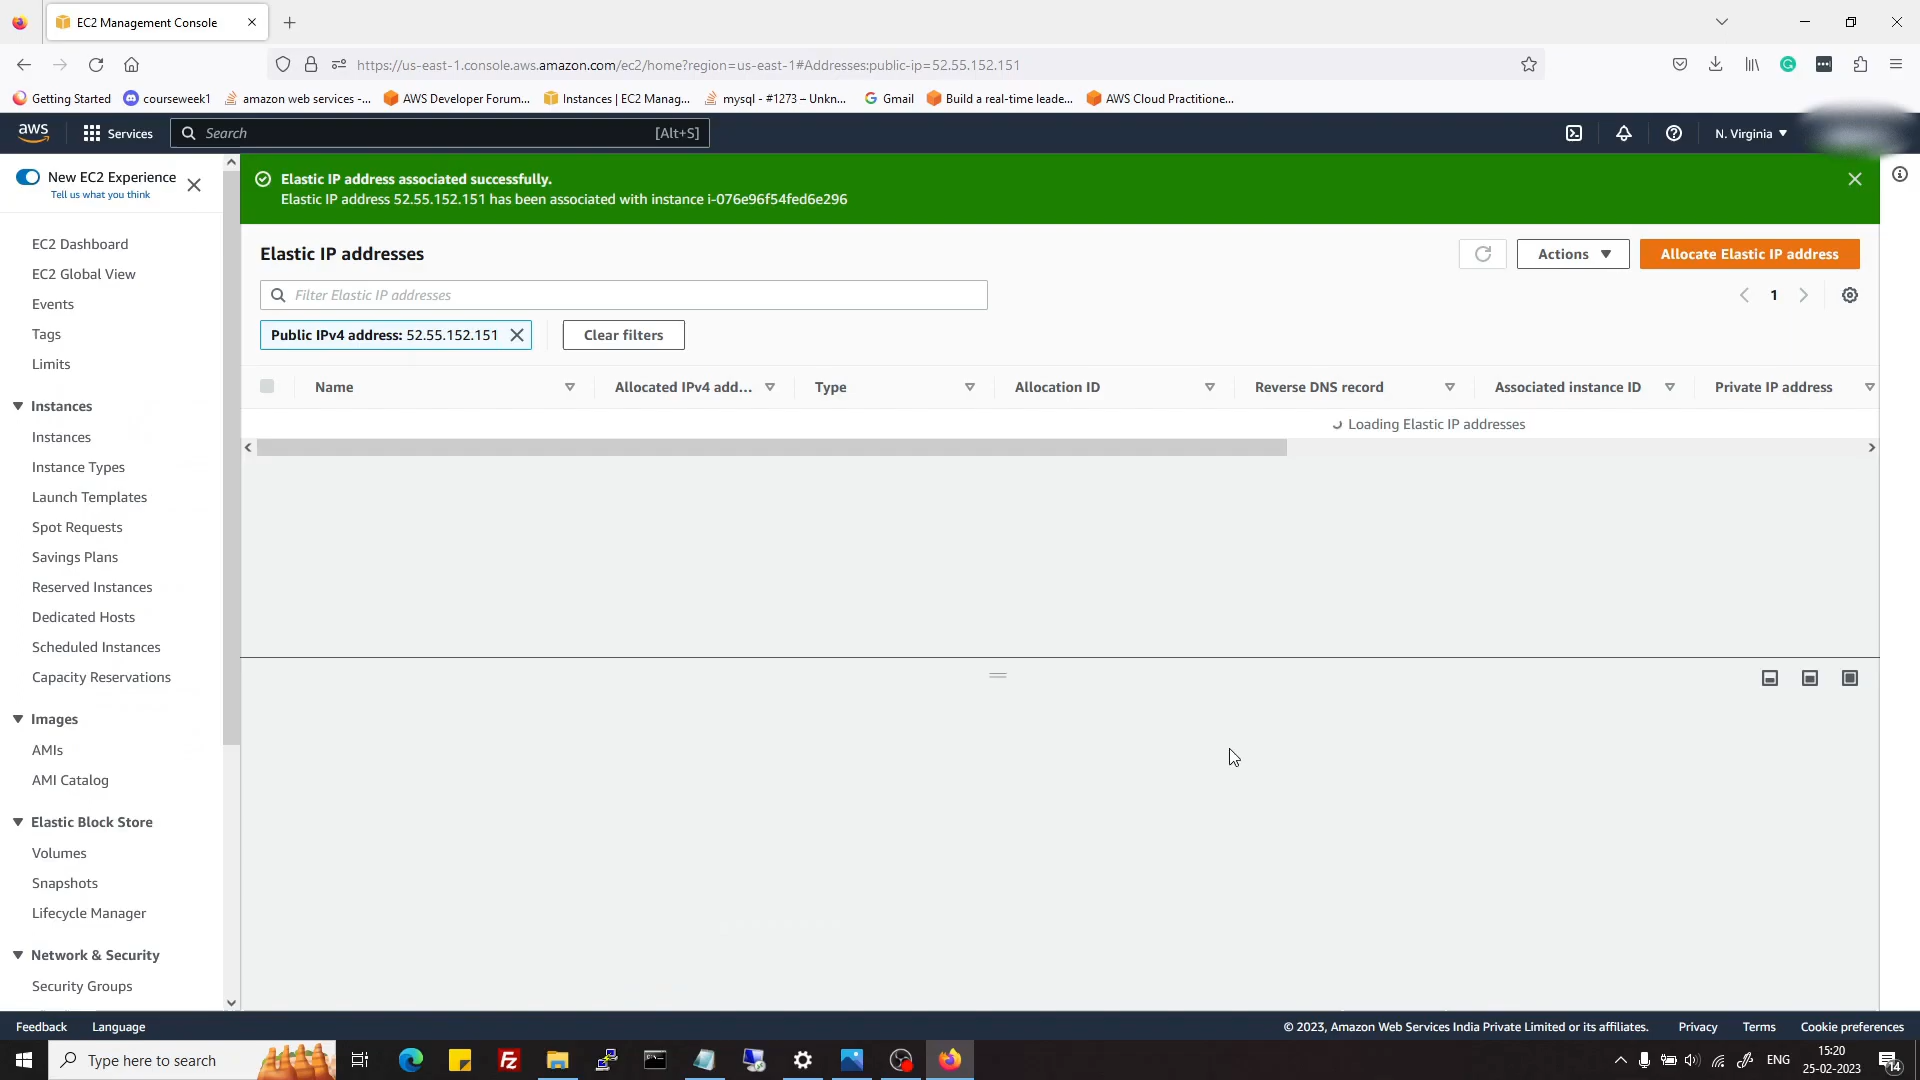 EC2 Management Console
https://us-east-1.console.aws.amazon.com/ec2/home?region=us-east-1#Addresses:public-ip=52.55.152.151
Getting Started
courseweek1
amazon web services -...
AWS Developer Forum...
Instances | EC2 Manag...
mysql - #1273 – Unkn...
Gmail
Build a real-time leade...
AWS Cloud Practitione...
aws
Services
Search
[Alt+S]
N. Virginia
New EC2 Experience
Tell us what you think
EC2 Dashboard
EC2 Global View
Events
Tags
Limits
Instances
Instances
Instance Types
Launch Templates
Spot Requests
Savings Plans
Reserved Instances
Dedicated Hosts
Scheduled Instances
Capacity Reservations
Images
AMIs
AMI Catalog
Elastic Block Store
Volumes
Snapshots
Lifecycle Manager
Network & Security
Security Groups
Elastic IP address associated successfully.
Elastic IP address 52.55.152.151 has been associated with instance i-076e96f54fed6e296
Elastic IP addresses
Actions
Allocate Elastic IP address
Filter Elastic IP addresses
1
Public IPv4 address: 52.55.152.151
Clear filters
Name
Allocated IPv4 add...
Type
Allocation ID
Reverse DNS record
Associated instance ID
Private IP address
Loading Elastic IP addresses
Feedback
Language
© 2023, Amazon Web Services India Private Limited or its affiliates.
Privacy
Terms
Cookie preferences
Type here to search
ENG
15:20
25-02-2023
14